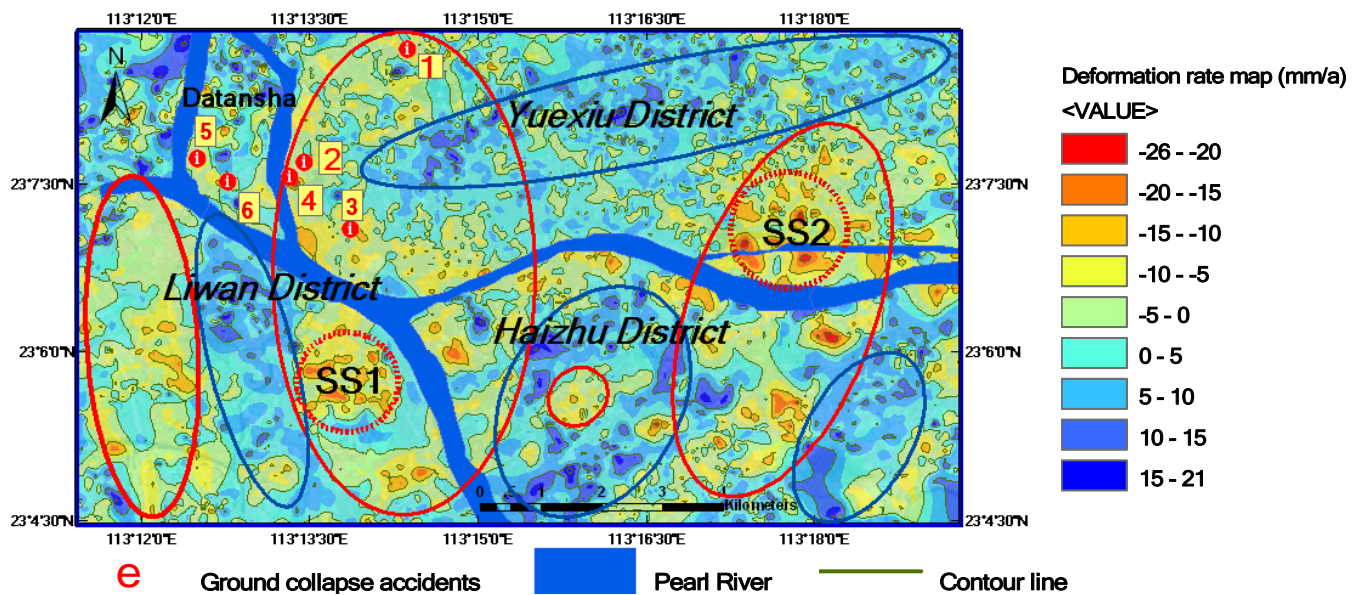 113°12'0"E 113°13'30"E 113°15'0"E 113°16'30"E 113°18'0"E
N
1
Datansha
Yuexiu District
5
2
23°7'30"N 23°7'30"N
4
3
6
SS2
Liwan District
Haizhu District
23°6'0"N 23°6'0"N
SS1
0 .5 1 2 3 4
Kilometers
23°4'30"N 23°4'30"N
113°12'0"E 113°13'30"E 113°15'0"E 113°16'30"E 113°18'0"E
Deformation rate map (mm/a)
<VALUE>
-26 - -20
-20 - -15
-15 - -10
-10 - -5
-5 - 0
0 - 5
5 - 10
10 - 15
15 - 21
e Ground collapse accidents Pearl River Contour line